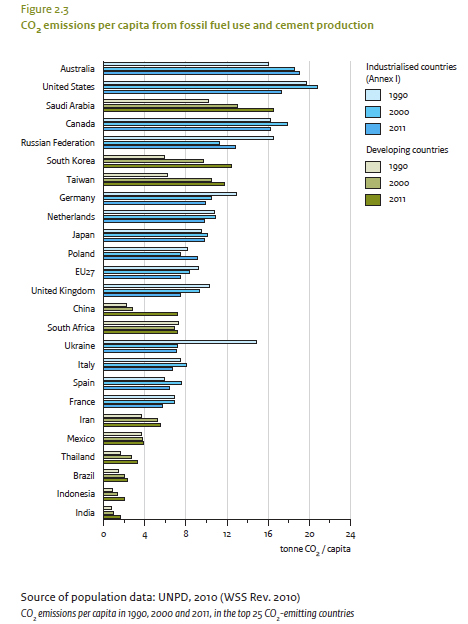 Figure 2.3
CO2 emissions per capita from fossil fuel use and cement production
Industrialised countries
(Annex I)
1990
2000
2011
Developing countries
1990
2000
2011
Australia
United States
Saudi Arabia
Canada
Russian Federation
South Korea
Taiwan
Germany
Netherlands
Japan
Poland
EU27
United Kingdom
China
South Africa
Ukraine
Italy
Spain
France
Iran
Mexico
Thailand
Brazil
Indonesia
India
0 4 8 12 16 20 24
tonne CO2 / capita
Source of population data: UNPD, 2010 (WSS Rev. 2010)
CO2 emissions per capita in 1990, 2000 and 2011, in the top 25 CO2-emitting countries